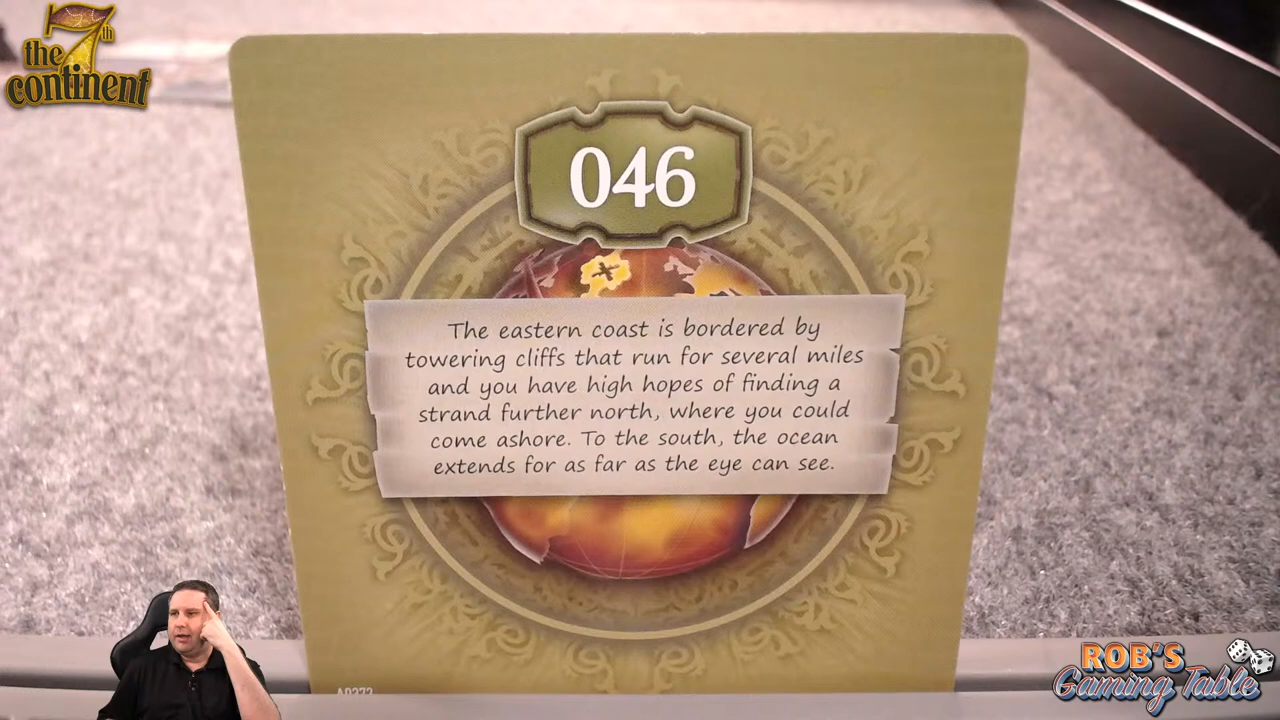 the 7th
continent
046
The eastern coast is bordered by
towering cliffs that run for several miles
and you have high hopes of finding a
strand further north, where you could
come ashore. To the south, the ocean
extends for as far as the eye can see.
ROB'S
Gaming Table